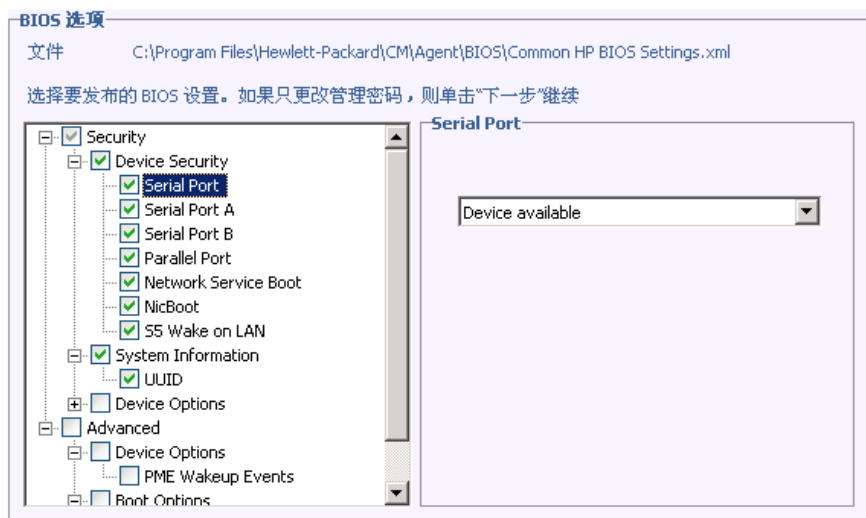 BIOS 选项
文件 C:\Program Files\Hewlett-Packard\CM\Agent\BIOS\Common HP BIOS Settings.xml
选择要发布的 BIOS 设置。如果只更改管理密码，则单击“下一步”继续
Security
Device Security
Serial Port
Serial Port A
Serial Port B
Parallel Port
Network Service Boot
NicBoot
S5 Wake on LAN
System Information
UUID
Device Options
Advanced
Device Options
PME Wakeup Events
Boot Options
Serial Port
Device available